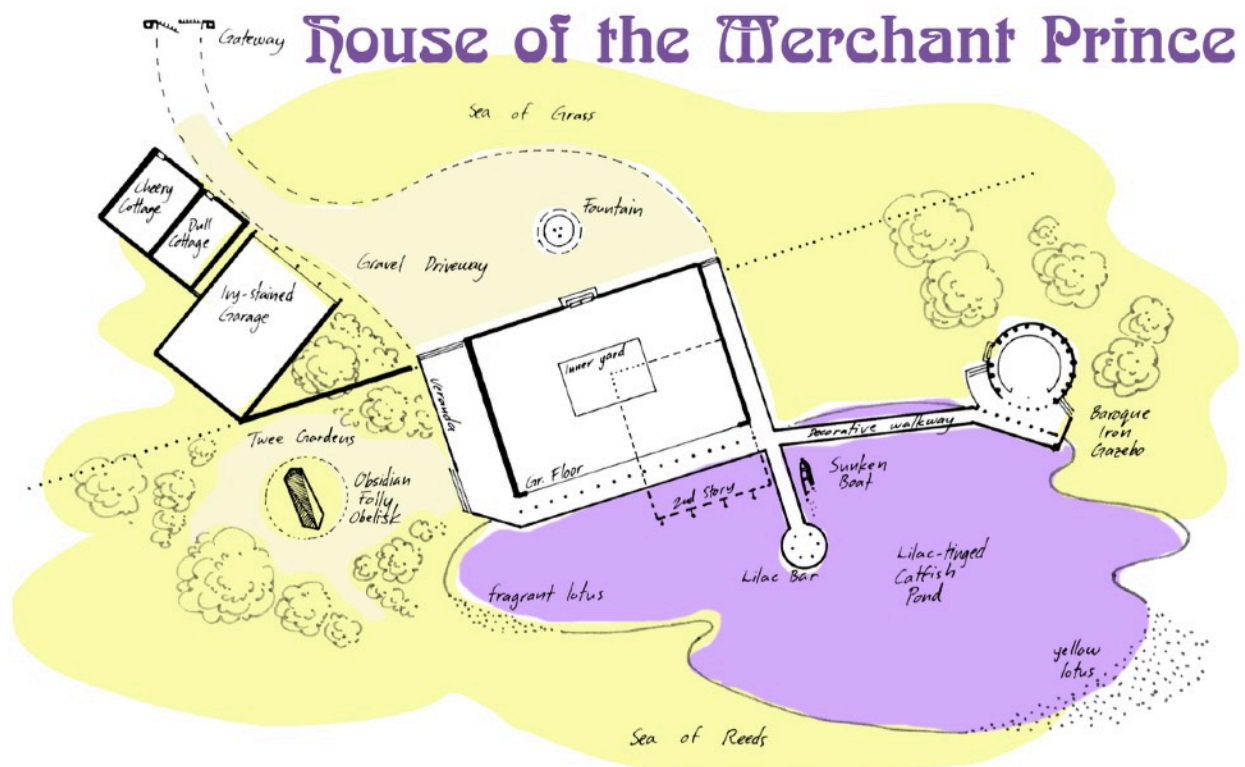 House of the Merchant Prince
Gateway
Sea of Grass
Cheery
Cottage
Dull
Cottage
Fountain
Gravel Driveway
Ivy-stained
Garage
Inner yard
Veranda
Decorative walkway
Baroque
Iron
Gazebo
Twee Gardens
Gr. Floor
Sunken
Boat
2nd Story
Obsidian
Folly
Obelisk
Lilac Bar
Lilac-tinged
Catfish
Pond
fragrant lotus
yellow
lotus
Sea of Reeds